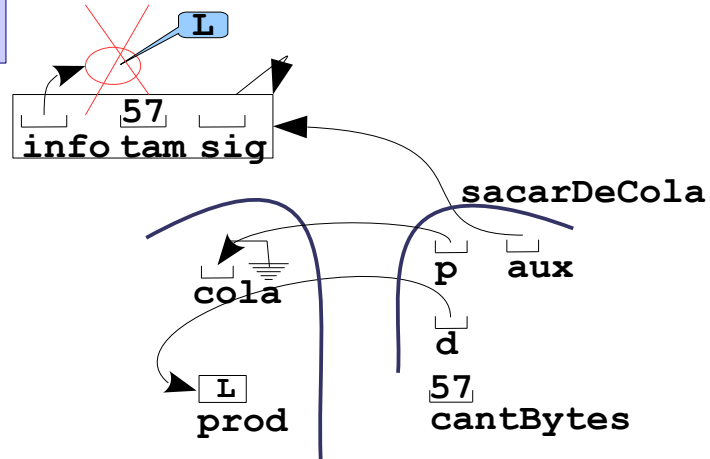 L
57
info tam sig
sacarDeCola
p aux
cola
d
L
57
prod
cantBytes